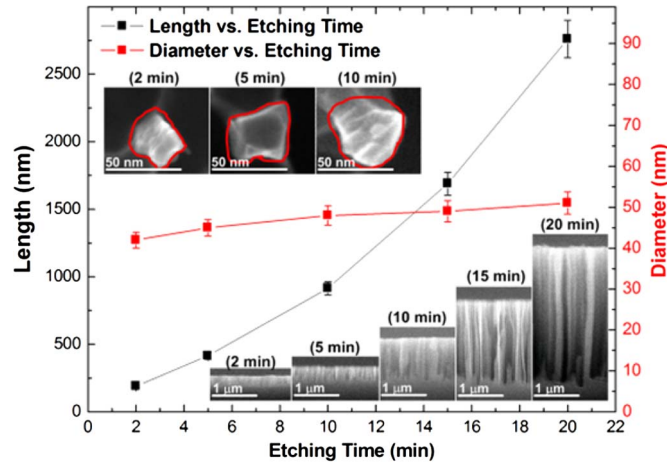 Length vs. Etching Time
Diameter vs. Etching Time
(2 min) (5 min) (10 min)
50 nm 50 nm 50 nm
Length (nm)
2500
2000
1500
1000
500
0
Diameter (nm)
90
80
70
60
50
40
30
20
10
0
(20 min)
(15 min)
(10 min)
(5 min)
(2 min)
1 μm 1 μm 1 μm 1 μm 1 μm
0 2 4 6 8 10 12 14 16 18 20 22
Etching Time (min)